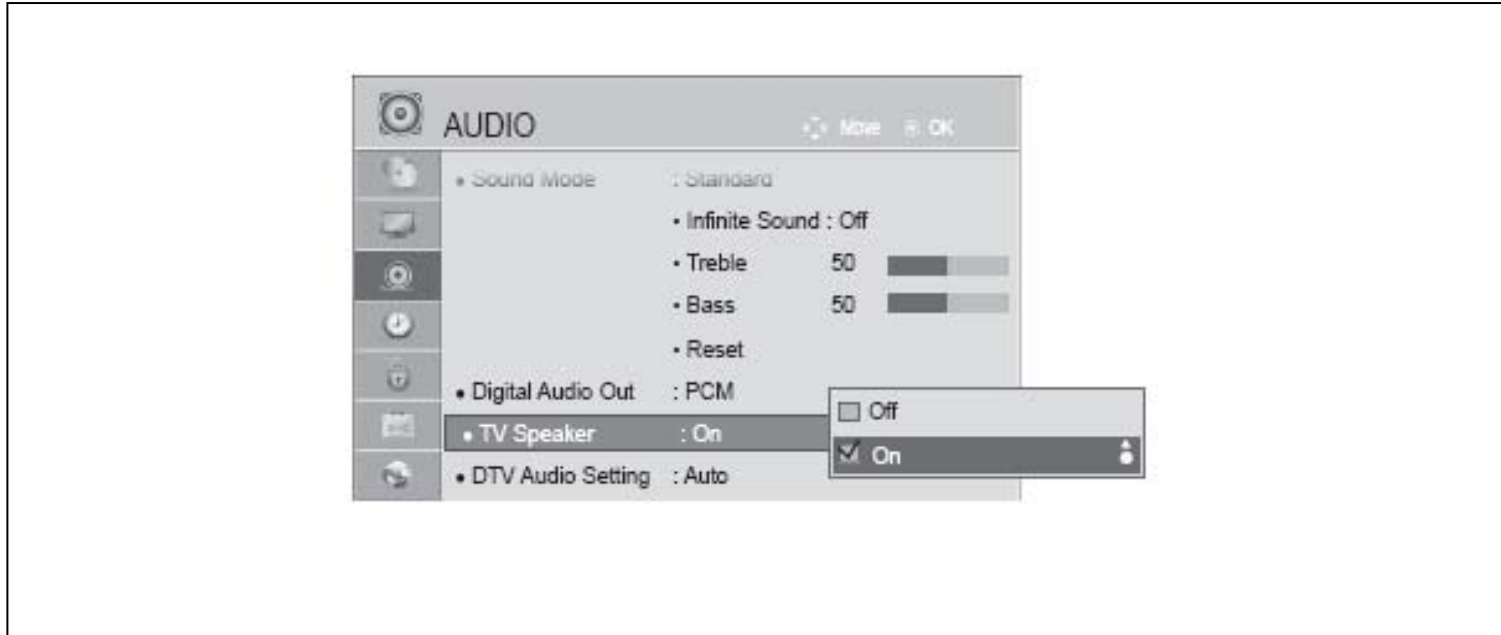 AUDIO Move OK
• Sound Mode : Standard
• Infinite Sound : Off
• Treble 50
• Bass 50
• Reset
• Digital Audio Out : PCM
• TV Speaker : On
• DTV Audio Setting : Auto
Off
On